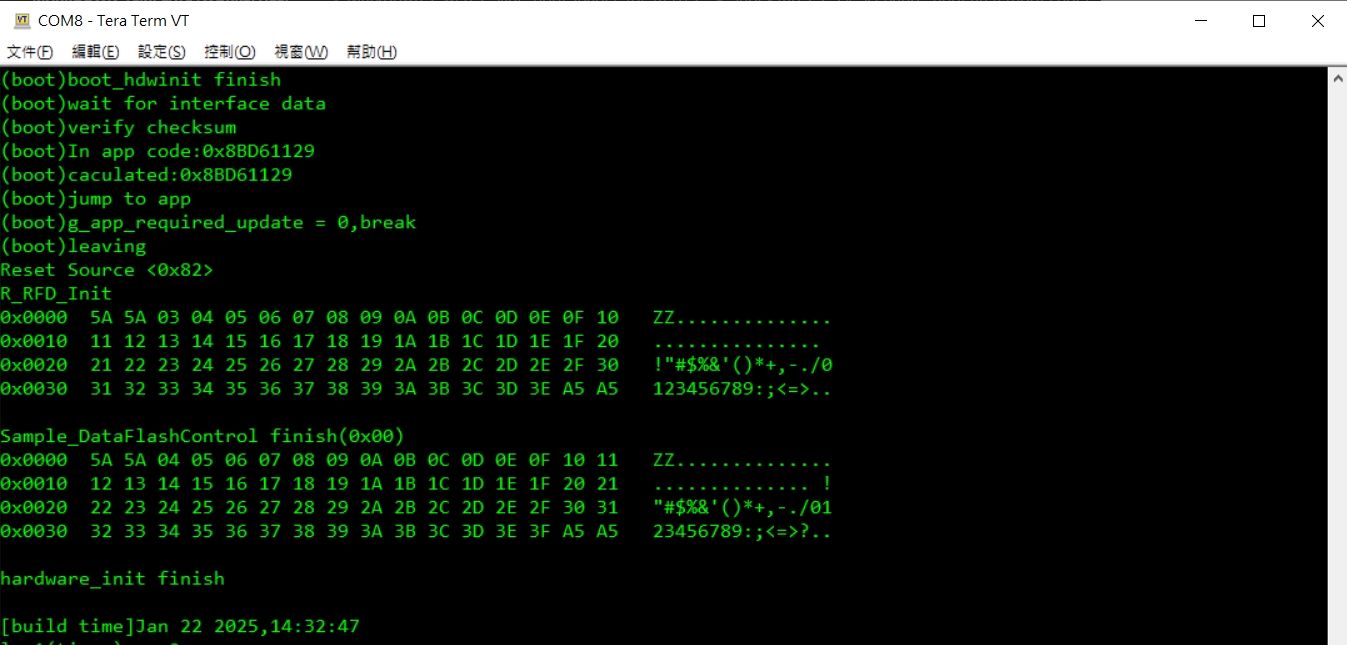 COM8 - Tera Term VT
文件(F) 編輯(E) 設定(S) 控制(O) 視窗(W) 幫助(H)
(boot)boot_hdwinit finish
(boot)wait for interface data
(boot)verify checksum
(boot)In app code:0x8BD61129
(boot)caculated:0x8BD61129
(boot)jump to app
(boot)g_app_required_update = 0,break
(boot)leaving
Reset Source <0x82>
R_RFD_Init
0x0000  5A 5A 03 04 05 06 07 08 09 0A 0B 0C 0D 0E 0F 10   ZZ..............
0x0010  11 12 13 14 15 16 17 18 19 1A 1B 1C 1D 1E 1F 20   ...............
0x0020  21 22 23 24 25 26 27 28 29 2A 2B 2C 2D 2E 2F 30   !"#$%&'()*+,-./0
0x0030  31 32 33 34 35 36 37 38 39 3A 3B 3C 3D 3E A5 A5   123456789:;<=>..
Sample_DataFlashControl finish(0x00)
0x0000  5A 5A 04 05 06 07 08 09 0A 0B 0C 0D 0E 0F 10 11   ZZ..............
0x0010  12 13 14 15 16 17 18 19 1A 1B 1C 1D 1E 1F 20 21   .............. !
0x0020  22 23 24 25 26 27 28 29 2A 2B 2C 2D 2E 2F 30 31   "#$%&'()*+,-./01
0x0030  32 33 34 35 36 37 38 39 3A 3B 3C 3D 3E 3F A5 A5   23456789:;<=>?..
hardware_init finish
[build time]Jan 22 2025,14:32:47